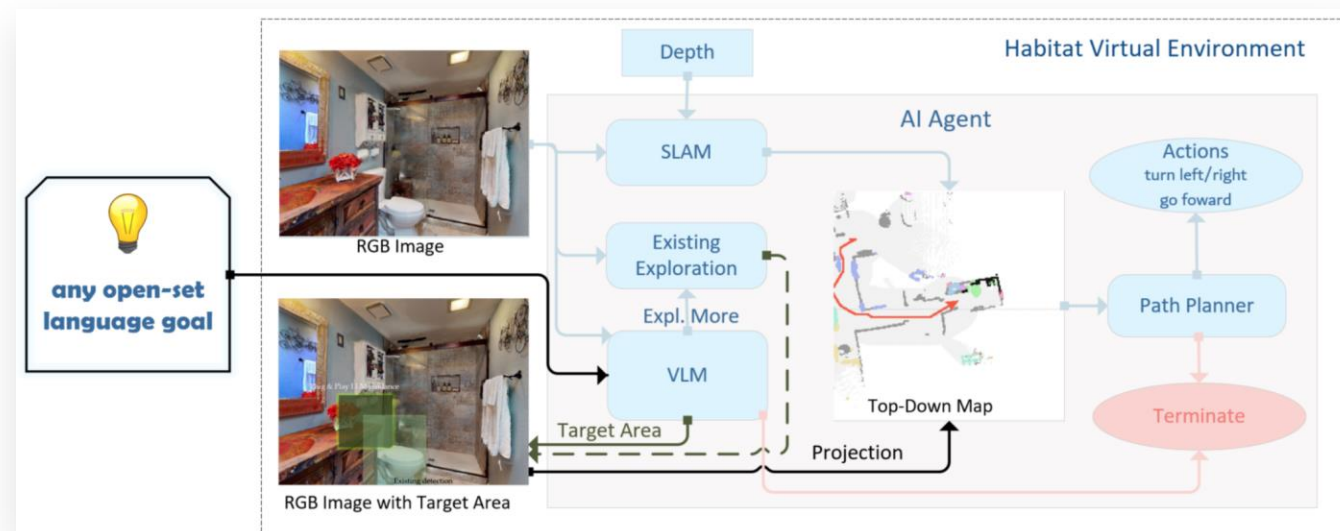 Habitat Virtual Environment
Depth
AI Agent
SLAM
Actions
turn left/right
go foward
RGB Image
Existing
Exploration
any open-set
language goal
Expl. More
Path Planner
VLM
Top-Down Map
Terminate
Target Area
Projection
Existing detection
RGB Image with Target Area